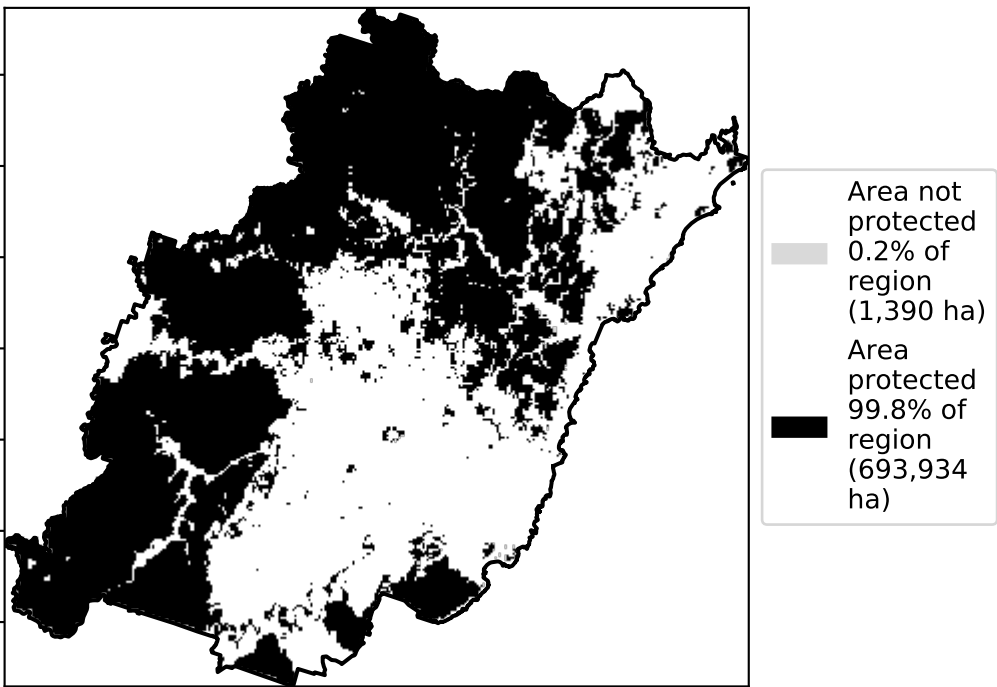 Area not
protected
0.2% of
region
(1,390 ha)
Area
protected
99.8% of
region
(693,934
ha)